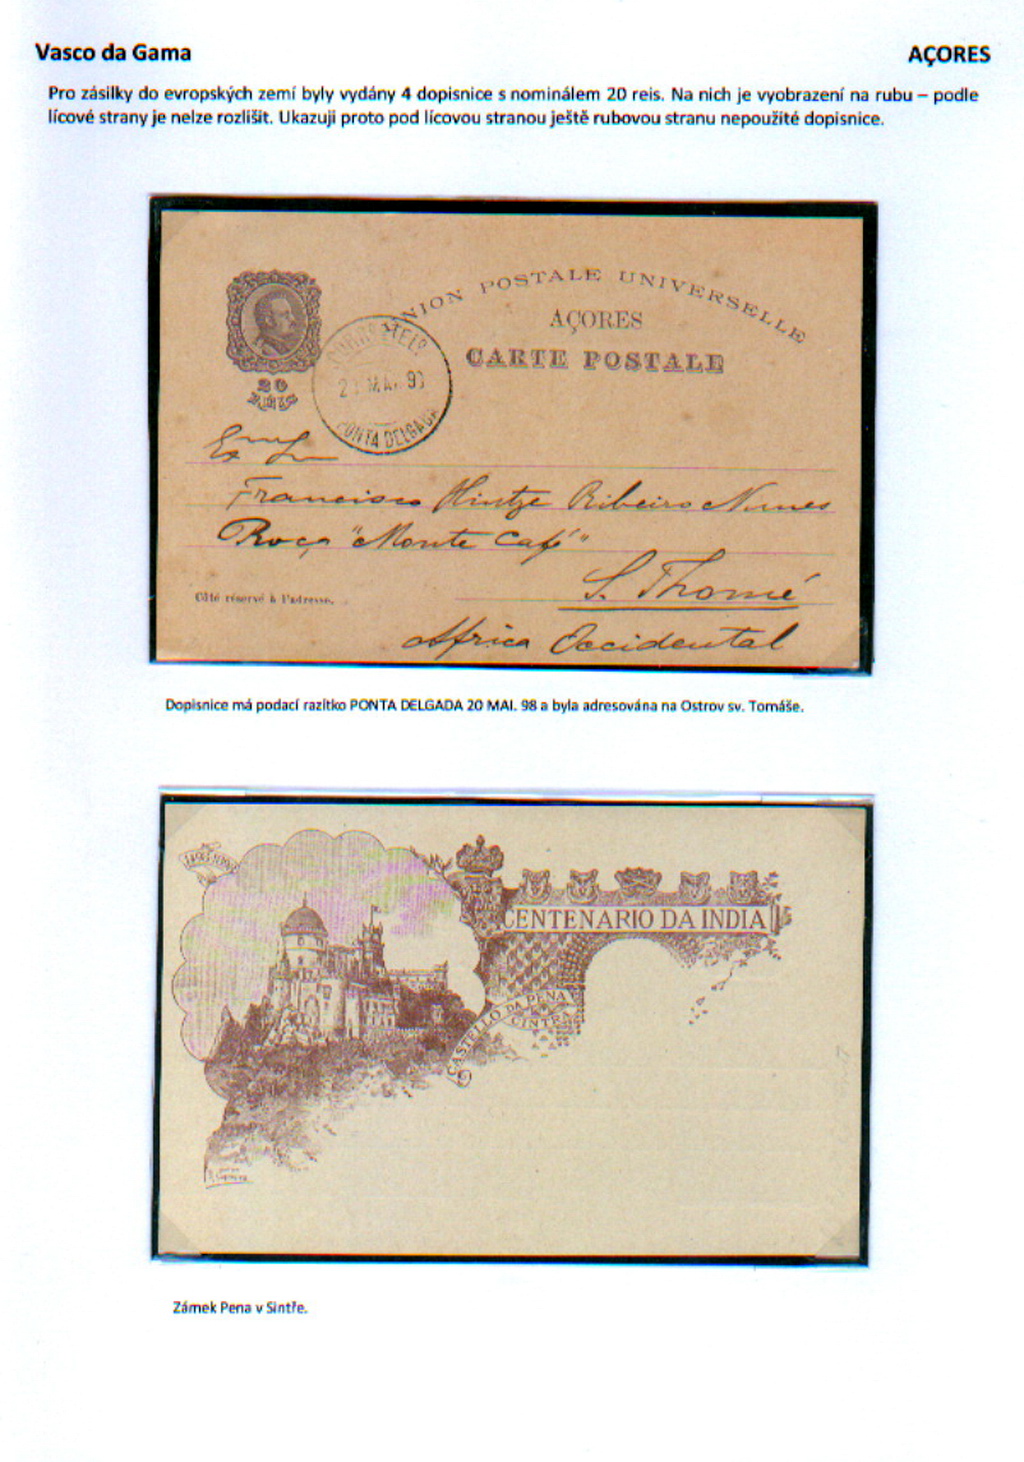 Vasco da Gama AÇORES
Pro zásilky do evropských zemí byly vydány 4 dopisnice s nominálem 20 reis. Na nich je vyobrazení na rubu – podle
lícové strany je nelze rozlišit. Ukazuji proto pod lícovou stranou ještě rubovou stranu nepoužité dopisnice.
UNION POSTALE UNIVERSELLE
AÇORES
CARTE POSTALE
20
REIS
PONTA DELGADA
Francisco Hintze Ribeiro Nunes
Roça "Monte Café"
S. Thomé
Côté réservé à l'adresse.
Africa Occidental
Dopisnice má podací razítko PONTA DELGADA 20 MAI. 98 a byla adresována na Ostrov sv. Tomáše.
CENTENARIO DA INDIA
CASTELLO DA PENA
CINTRA
Zámek Pena v Sintře.